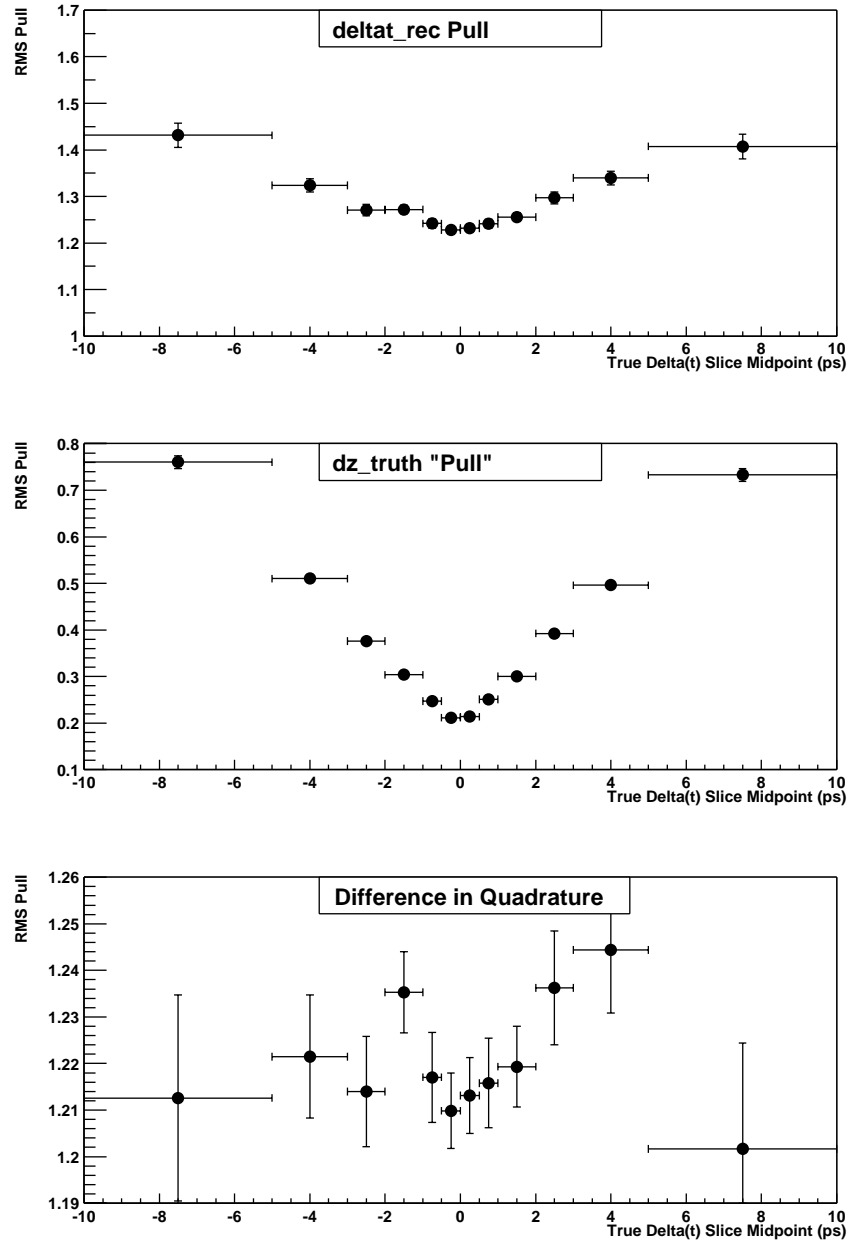 deltat_rec Pull
RMS Pull
1.7
1.6
1.5
1.4
1.3
1.2
1.1
1
-10 -8 -6 -4 -2 0 2 4 6 8 10
True Delta(t) Slice Midpoint (ps)
dz_truth "Pull"
RMS Pull
0.8
0.7
0.6
0.5
0.4
0.3
0.2
0.1
-10 -8 -6 -4 -2 0 2 4 6 8 10
True Delta(t) Slice Midpoint (ps)
Difference in Quadrature
RMS Pull
1.26
1.25
1.24
1.23
1.22
1.21
1.2
1.19
-10 -8 -6 -4 -2 0 2 4 6 8 10
True Delta(t) Slice Midpoint (ps)